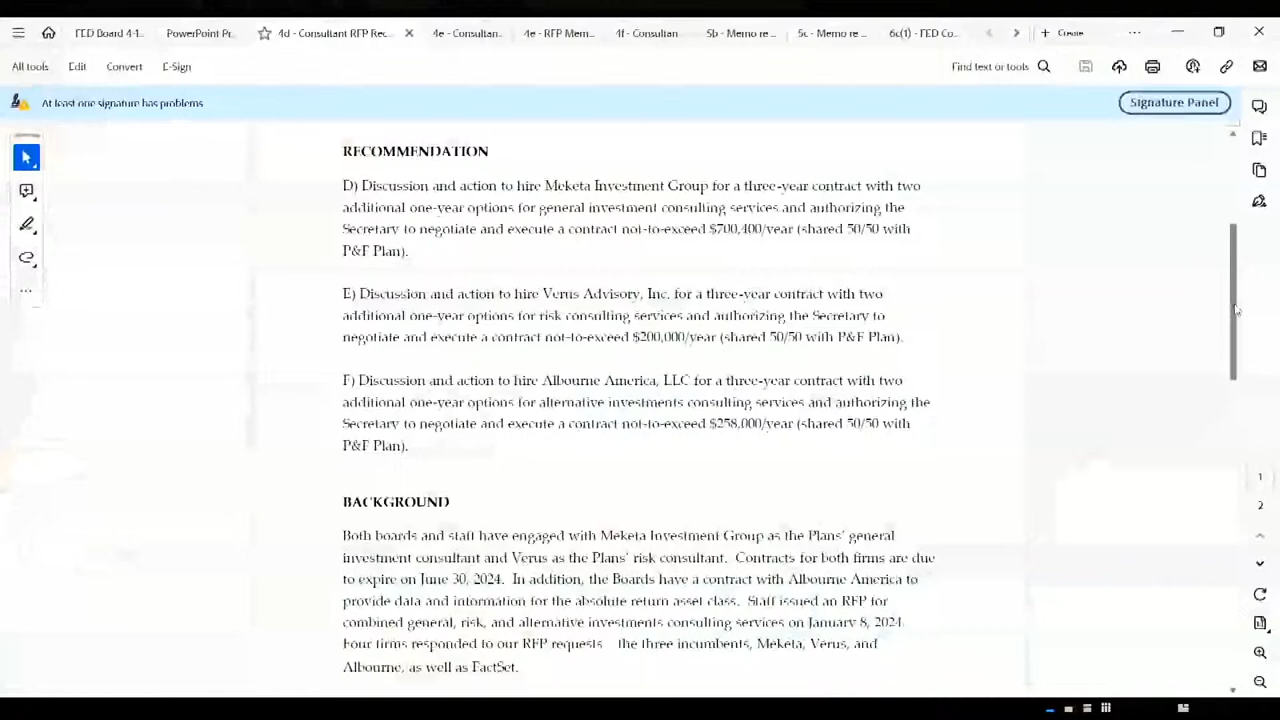 FED Board 4-1...
PowerPoint Pr...
4d - Consultant RFP Rec...
4e - Consultan...
4e - RFP Mem...
4f - Consultan
5b - Memo re ...
5c - Memo re ...
6c(1) - FED Co...
Create
All tools
Edit
Convert
E-Sign
Find text or tools
At least one signature has problems
Signature Panel
RECOMMENDATION
D) Discussion and action to hire Meketa Investment Group for a three-year contract with two
additional one-year options for general investment consulting services and authorizing the
Secretary to negotiate and execute a contract not-to-exceed $700,400/year (shared 50/50 with
P&F Plan).
E) Discussion and action to hire Verus Advisory, Inc. for a three-year contract with two
additional one-year options for risk consulting services and authorizing the Secretary to
negotiate and execute a contract not-to-exceed $200,000/year (shared 50/50 with P&F Plan).
F) Discussion and action to hire Albourne America, LLC for a three-year contract with two
additional one-year options for alternative investments consulting services and authorizing the
Secretary to negotiate and execute a contract not-to-exceed $258,000/year (shared 50/50 with
P&F Plan).
BACKGROUND
Both boards and staff have engaged with Meketa Investment Group as the Plans' general
investment consultant and Verus as the Plans' risk consultant. Contracts for both firms are due
to expire on June 30, 2024. In addition, the Boards have a contract with Albourne America to
provide data and information for the absolute return asset class. Staff issued an RFP for
combined general, risk, and alternative investments consulting services on January 8, 2024.
Four firms responded to our RFP requests – the three incumbents, Meketa, Verus, and
Albourne, as well as FactSet.
1
2